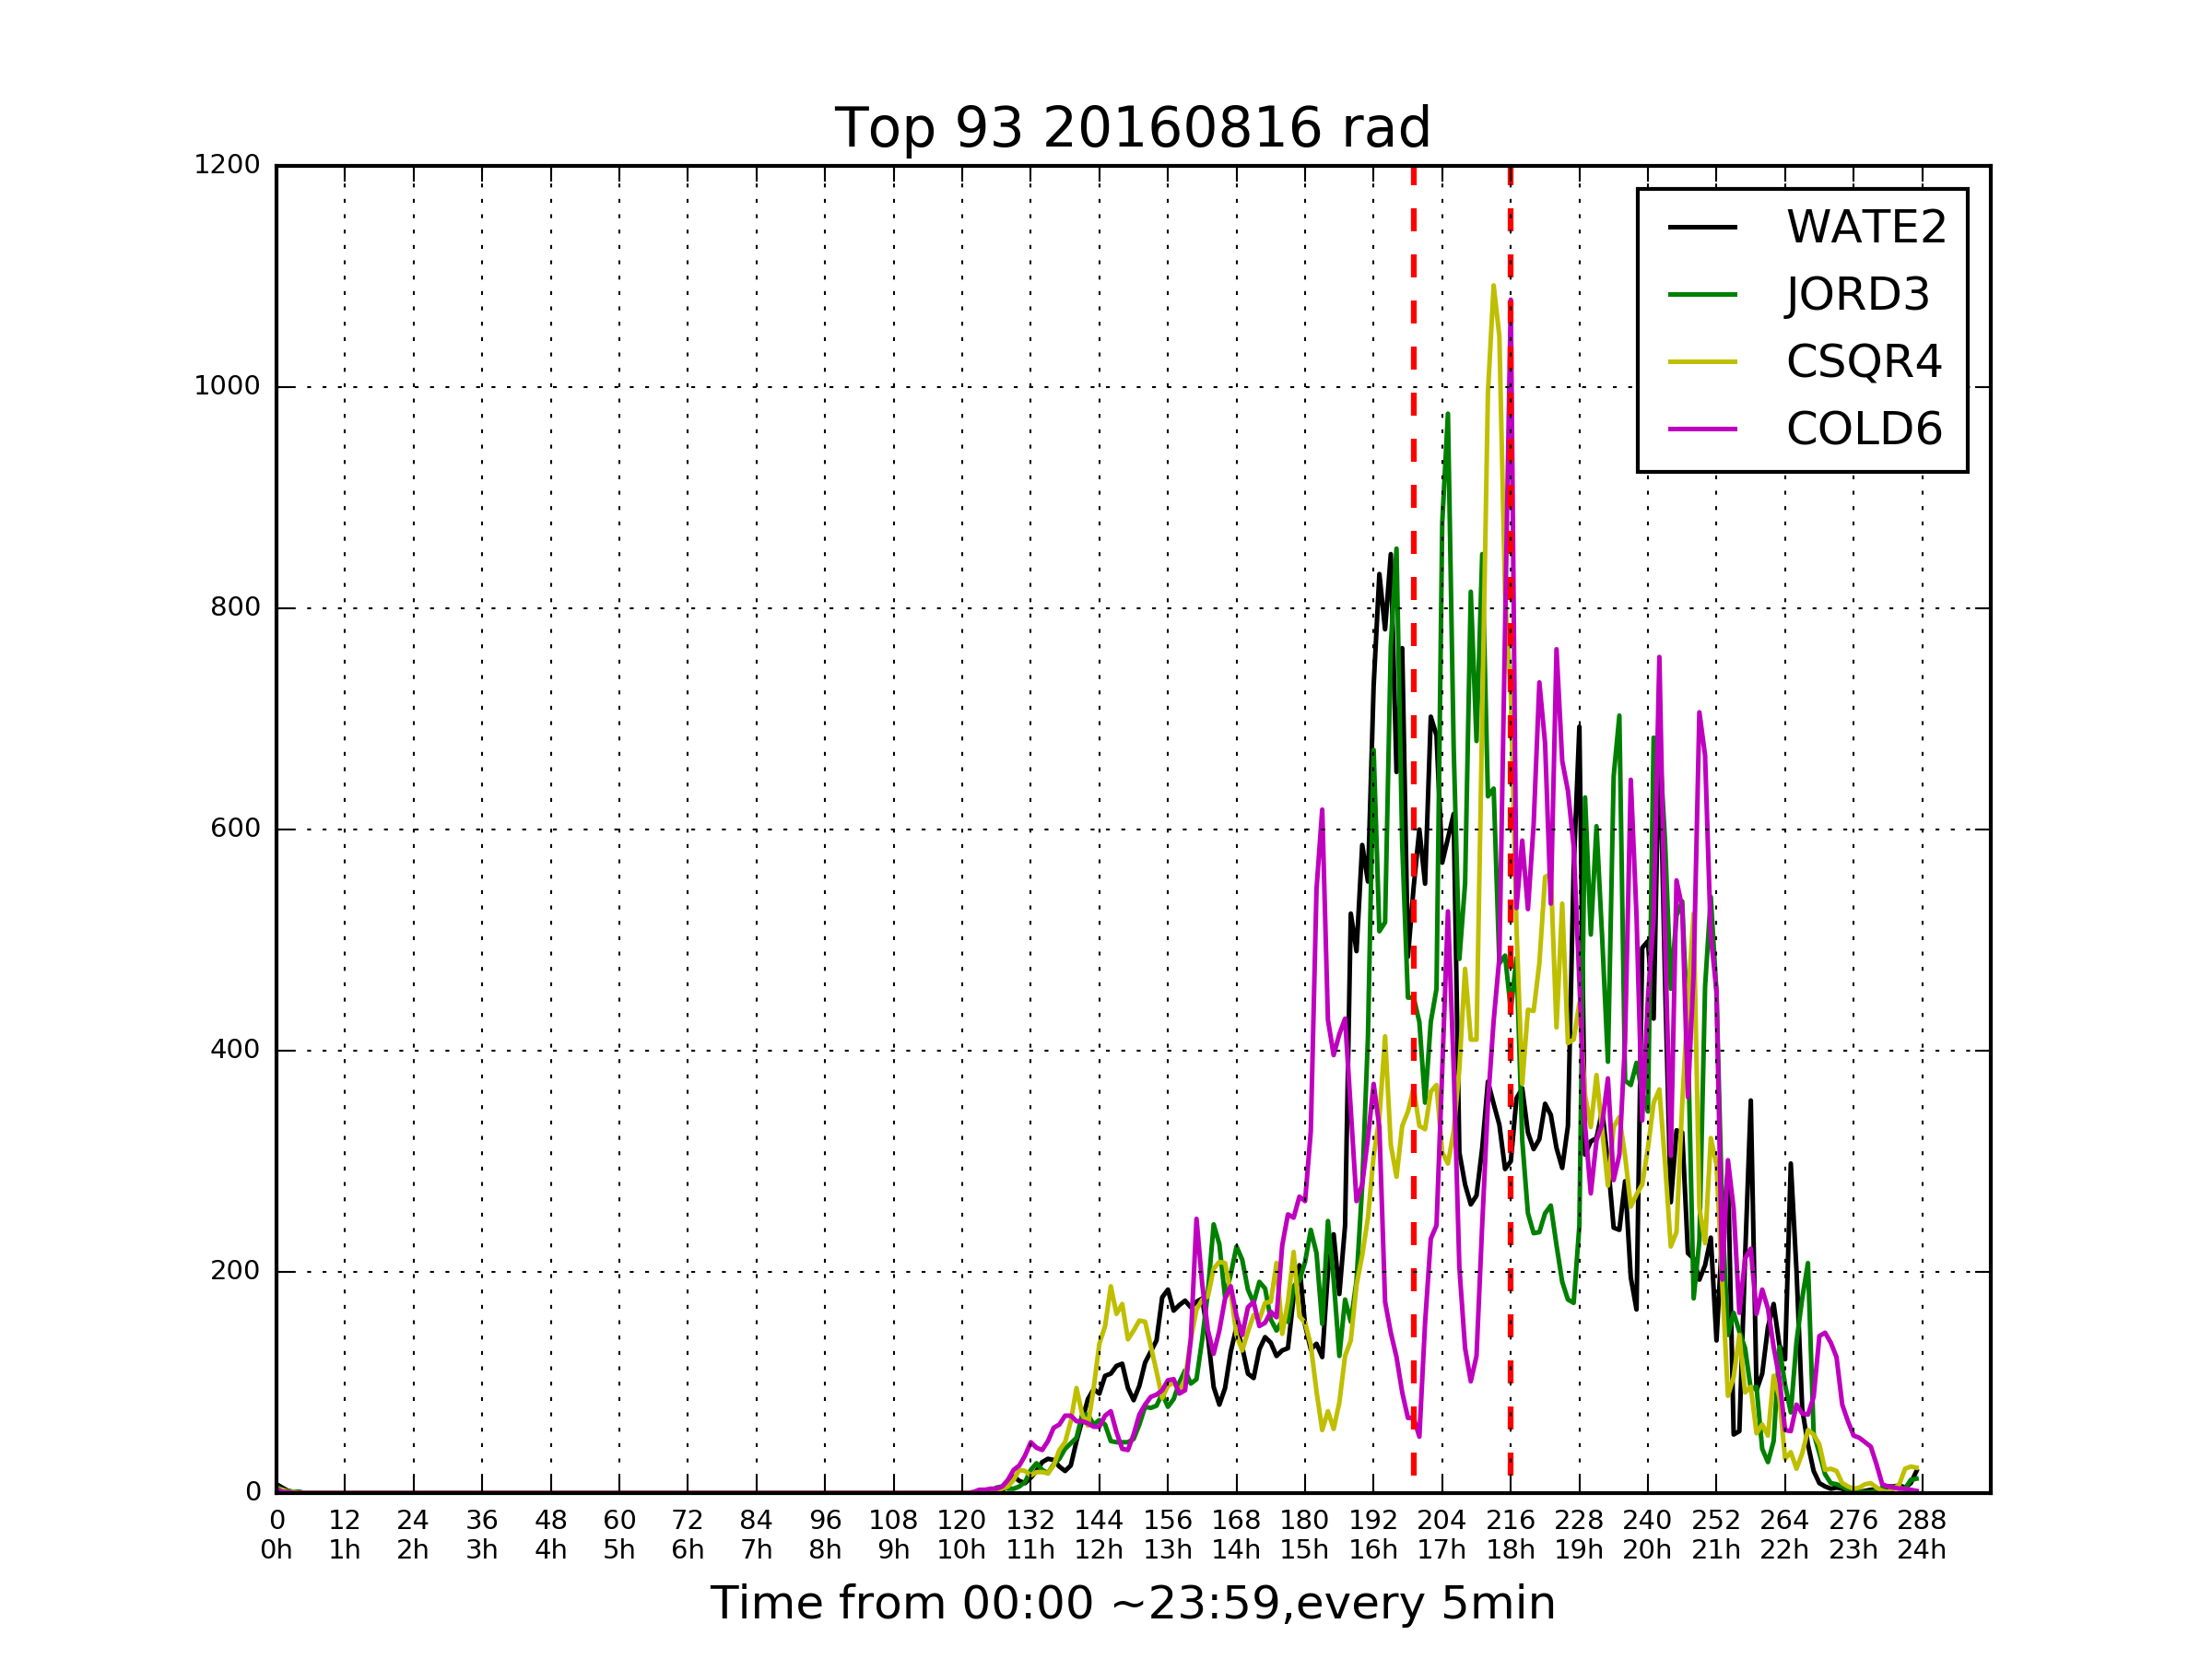 Top 93 20160816 rad
1200
1000
800
600
400
200
0
WATE2
JORD3
CSQR4
COLD6
0 12 24 36 48 60 72 84 96 108 120 132 144 156 168 180 192 204 216 228 240 252 264 276 288
0h 1h 2h 3h 4h 5h 6h 7h 8h 9h 10h 11h 12h 13h 14h 15h 16h 17h 18h 19h 20h 21h 22h 23h 24h
Time from 00:00 ~23:59,every 5min